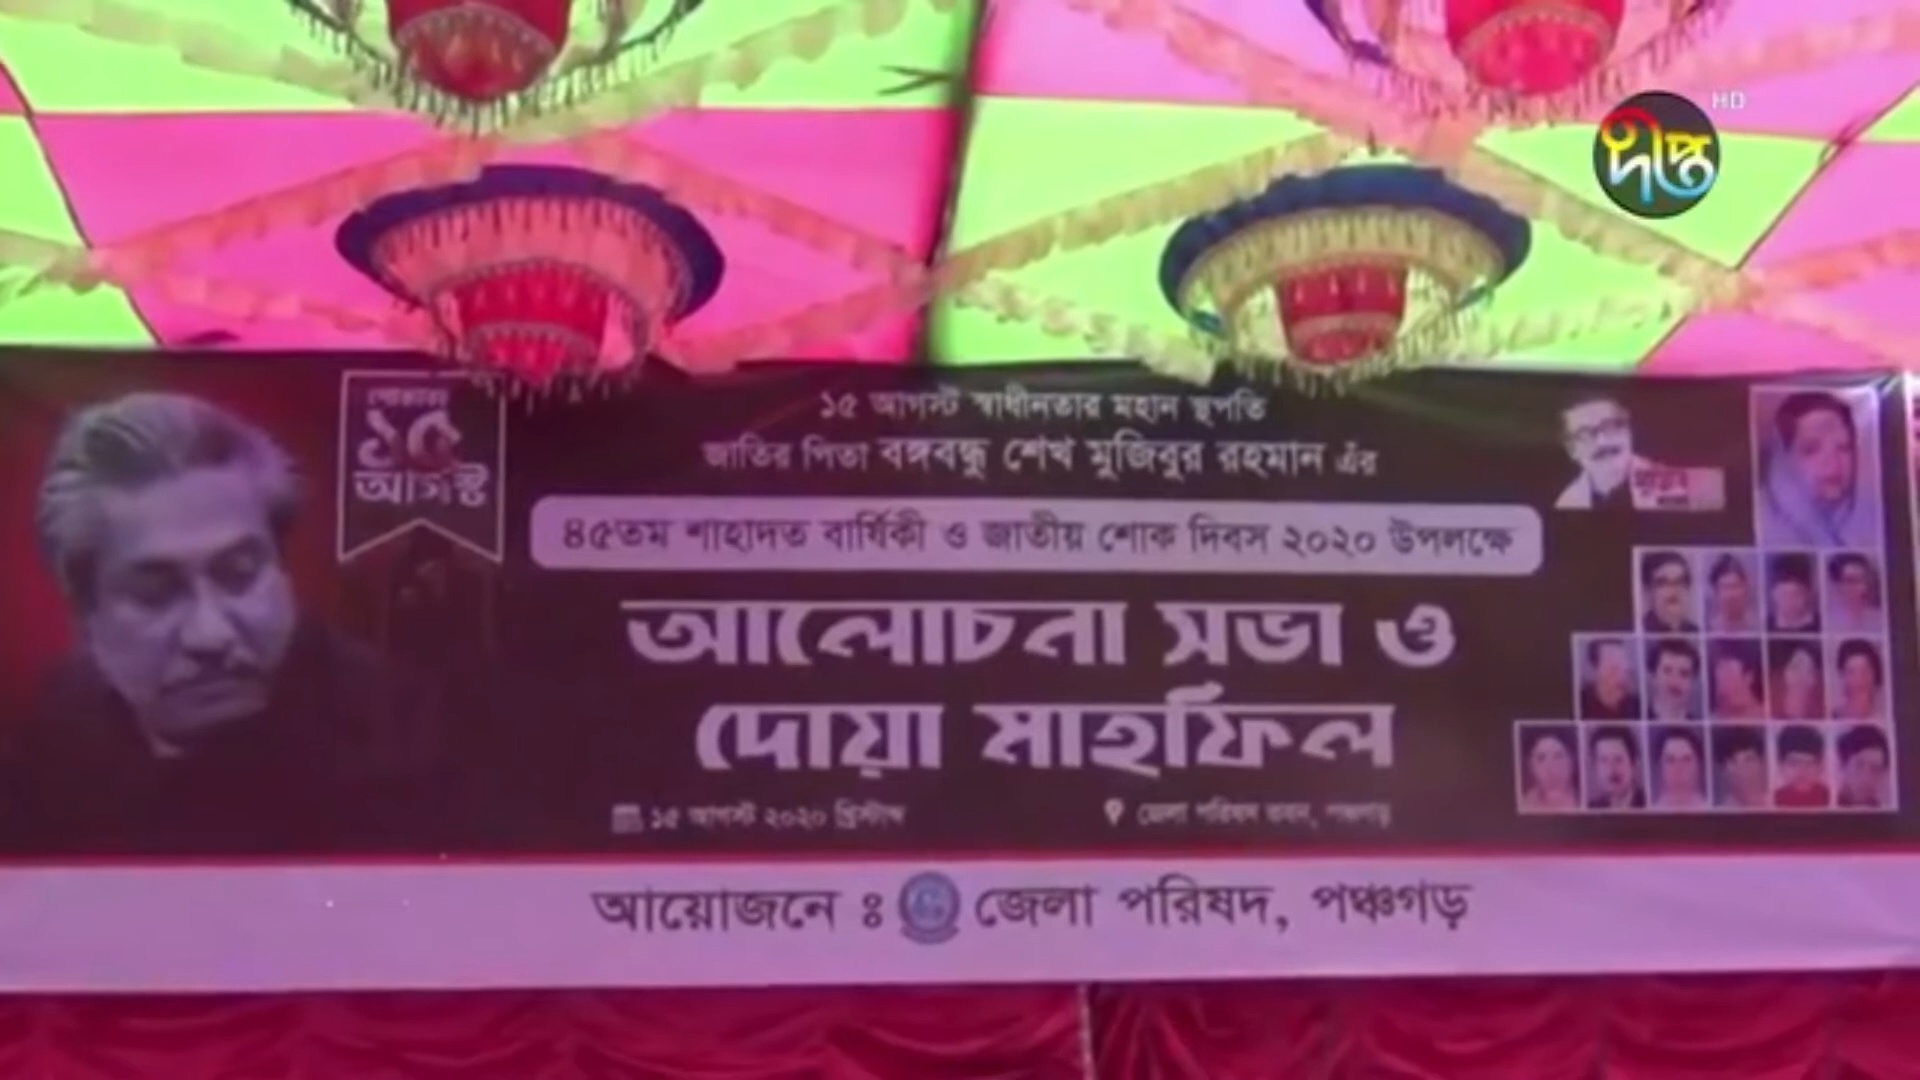 দীপ্ত HD
শোকাবহ
১৫
আগস্ট
১৫ আগস্ট স্বাধীনতার মহান স্থপতি
জাতির পিতা বঙ্গবন্ধু শেখ মুজিবুর রহমান এঁর
৪৫তম শাহাদত বার্ষিকী ও জাতীয় শোক দিবস ২০২০ উপলক্ষে
আলোচনা সভা ও
দোয়া মাহফিল
১৫ আগস্ট ২০২০ খ্রিস্টাব্দ
জেলা পরিষদ ভবন, পঞ্চগড়
আয়োজনে ঃ জেলা পরিষদ, পঞ্চগড়